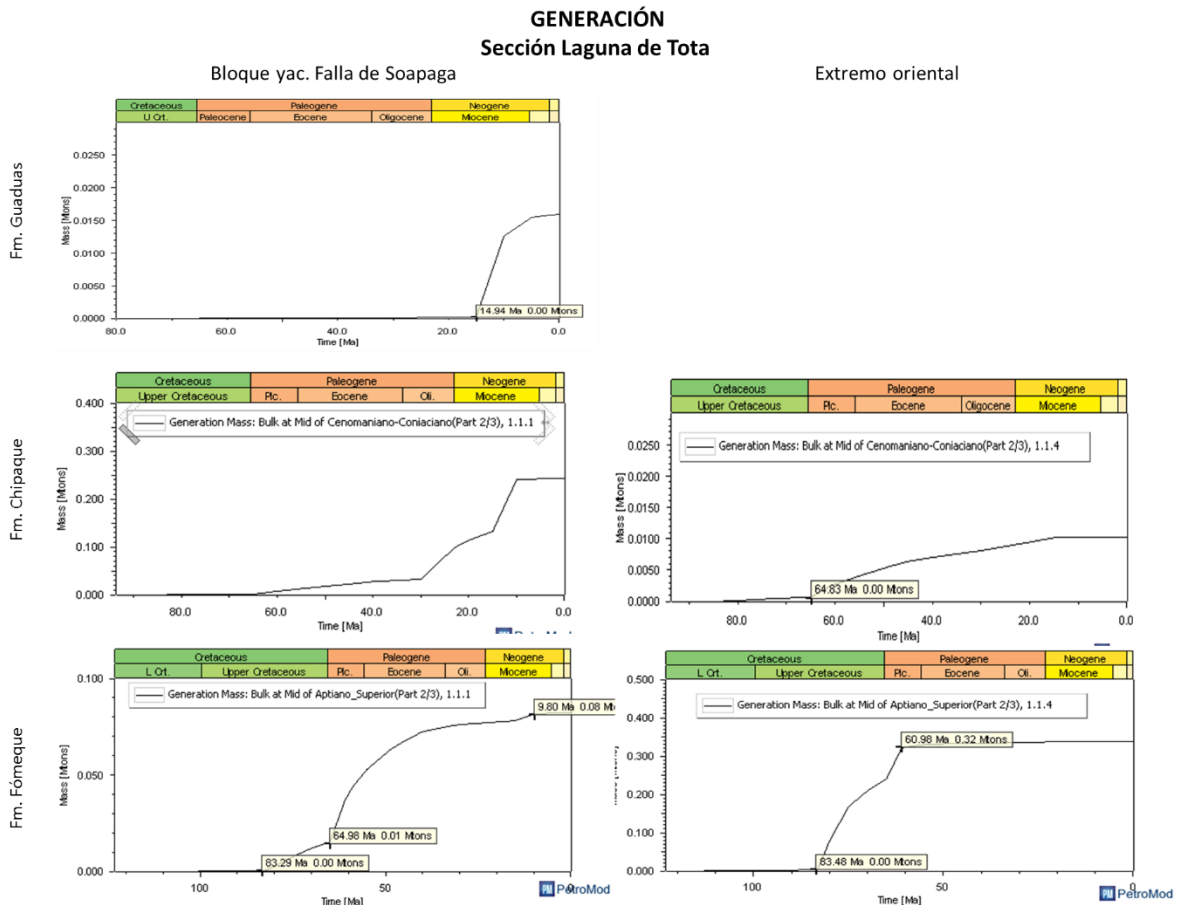 GENERACIÓN
Sección Laguna de Tota
Bloque yac. Falla de Soapaga
Extremo oriental
Fm. Guaduas
Cretaceous Paleogene Neogene
U Crt. Paleocene Eocene Oligocene Miocene
Mass [Mtons]
0.0250
0.0200
0.0150
0.0100
0.0050
0.0000
14.94 Ma 0.00 Mtons
80.0 60.0 40.0 20.0 0.0
Time [Ma]
Fm. Chipaque
Cretaceous Paleogene Neogene
Upper Cretaceous Plc. Eocene Oli. Miocene
Generation Mass: Bulk at Mid of Cenomaniano-Coniaciano(Part 2/3), 1.1.1
Mass [Mtons]
0.400
0.300
0.200
0.100
0.000
80.0 60.0 40.0 20.0 0.0
Time [Ma]
Cretaceous Paleogene Neogene
Upper Cretaceous Plc. Eocene Oligocene Miocene
Generation Mass: Bulk at Mid of Cenomaniano-Coniaciano(Part 2/3), 1.1.4
Mass [Mtons]
0.0250
0.0200
0.0150
0.0100
0.0050
0.0000
64.83 Ma 0.00 Mtons
80.0 60.0 40.0 20.0 0.0
Time [Ma]
Fm. Fómeque
Cretaceous Paleogene Neogene
L Crt. Upper Cretaceous Plc. Eocene Oli. Miocene
Generation Mass: Bulk at Mid of Aptiano_Superior(Part 2/3), 1.1.1
Mass [Mtons]
0.100
0.050
0.000
9.80 Ma 0.08
64.98 Ma 0.01 Mtons
83.29 Ma 0.00 Mtons
100 50 0
Time [Ma]
PM PetroMod
Cretaceous Paleogene Neogene
L Crt. Upper Cretaceous Plc. Eocene Oli. Miocene
Generation Mass: Bulk at Mid of Aptiano_Superior(Part 2/3), 1.1.4
0.500
0.400
0.300
0.200
0.100
0.000
60.98 Ma 0.32 Mtons
83.48 Ma 0.00 Mtons
100 50 0
Time [Ma]
PM PetroMod